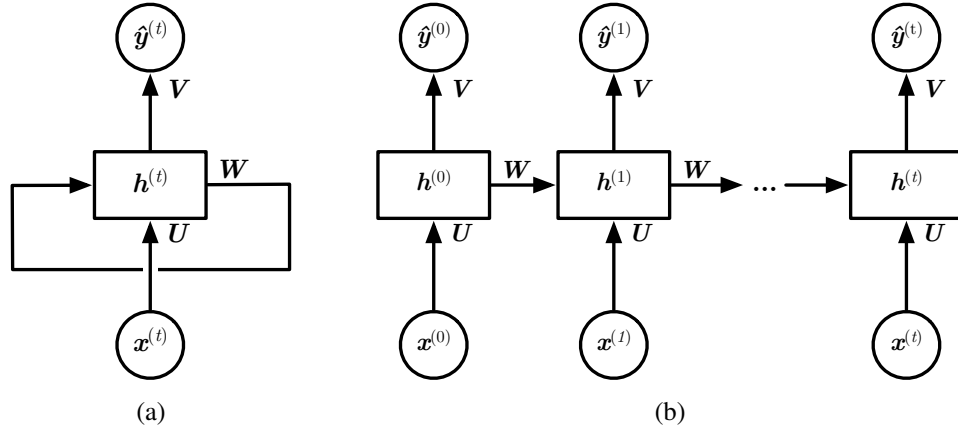 ŷ^(t) ŷ^(0) ŷ^(1) ŷ^(t)
V V V V
h^(t) W h^(0) W h^(1) W ... h^(t)
U U U U
x^(t) x^(0) x^(1) x^(t)
(a) (b)